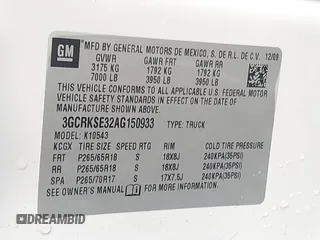 GM
MFD BY GENERAL MOTORS DE MEXICO, S. DE R.L. DE C.V. 12/09
GVWR GAWR FRT GAWR RR
3175 KG 1792 KG 1792 KG
7000 LB 3950 LB 3950 LB
THIS VEHICLE CONFORMS TO ALL APPLICABLE U.S. FEDERAL MOTOR VEHICLE SAFETY STANDARDS IN EFFECT ON THE DATE OF MANUFACTURE SHOWN ABOVE.
3GCRKSE32AG150933 TYPE: TRUCK
MODEL: K10543
KCGX TIRE SIZE SPEED RTG RIM COLD TIRE PRESSURE
FRT P265/65R18 S 18X8J 240KPA(35PSI)
RR P265/65R18 S 18X8J 240KPA(35PSI)
SPA P265/70R17 S 17X7.5J 240KPA(35PSI)
SEE OWNER'S MANUAL FOR MORE INFORMATION.
DREAMBID